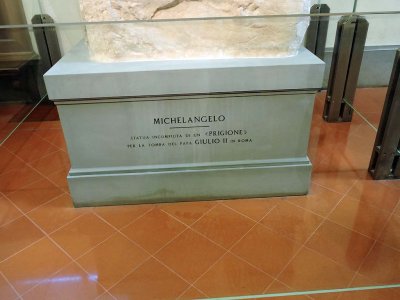 MICHELANGELO
STATUA INCOMPIUTA DI UN «PRIGIONE»
PER LA TOMBA DEL PAPA GIULIO II IN ROMA